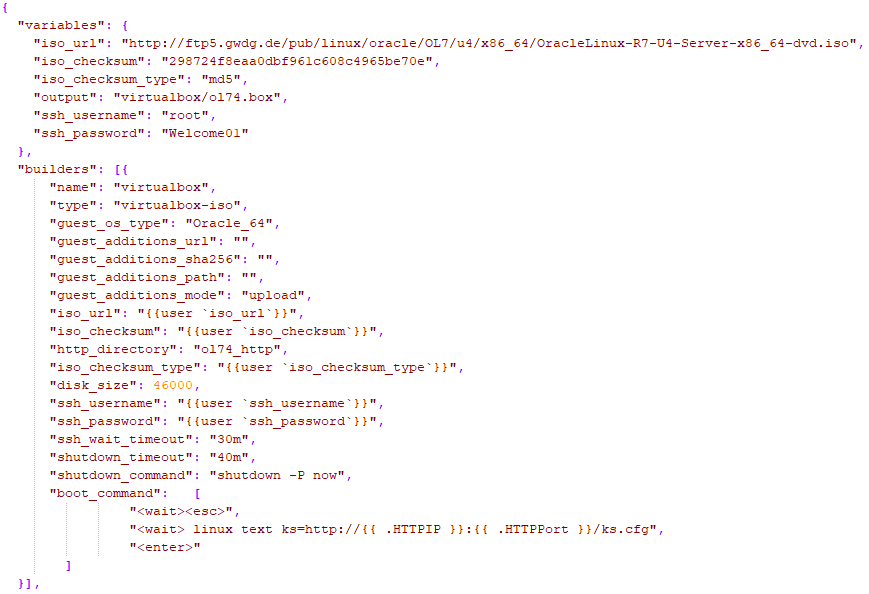 {
"variables": {
"iso_url": "http://ftp5.gwdg.de/pub/linux/oracle/OL7/u4/x86_64/OracleLinux-R7-U4-Server-x86_64-dvd.iso",
"iso_checksum": "298724f8eaa0dbf961c608c4965be70e",
"iso_checksum_type": "md5",
"output": "virtualbox/ol74.box",
"ssh_username": "root",
"ssh_password": "Welcome01"
},
"builders": [{
"name": "virtualbox",
"type": "virtualbox-iso",
"guest_os_type": "Oracle_64",
"guest_additions_url": "",
"guest_additions_sha256": "",
"guest_additions_path": "",
"guest_additions_mode": "upload",
"iso_url": "{{user `iso_url`}}",
"iso_checksum": "{{user `iso_checksum`}}",
"http_directory": "ol74_http",
"iso_checksum_type": "{{user `iso_checksum_type`}}",
"disk_size": 46000,
"ssh_username": "{{user `ssh_username`}}",
"ssh_password": "{{user `ssh_password`}}",
"ssh_wait_timeout": "30m",
"shutdown_timeout": "40m",
"shutdown_command": "shutdown -P now",
"boot_command": [
"<wait><esc>",
"<wait> linux text ks=http://{{ .HTTPIP }}:{{ .HTTPPort }}/ks.cfg",
"<enter>"
]
}],